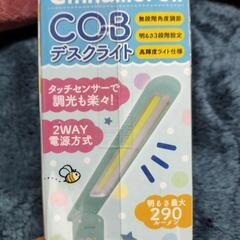 COB
デスクライト
無段階角度調節
明るさ3段階設定
高輝度ライト仕様
タッチセンサーで
調光も楽々!
2WAY
電源方式
明るさ最大
290
ルーメン